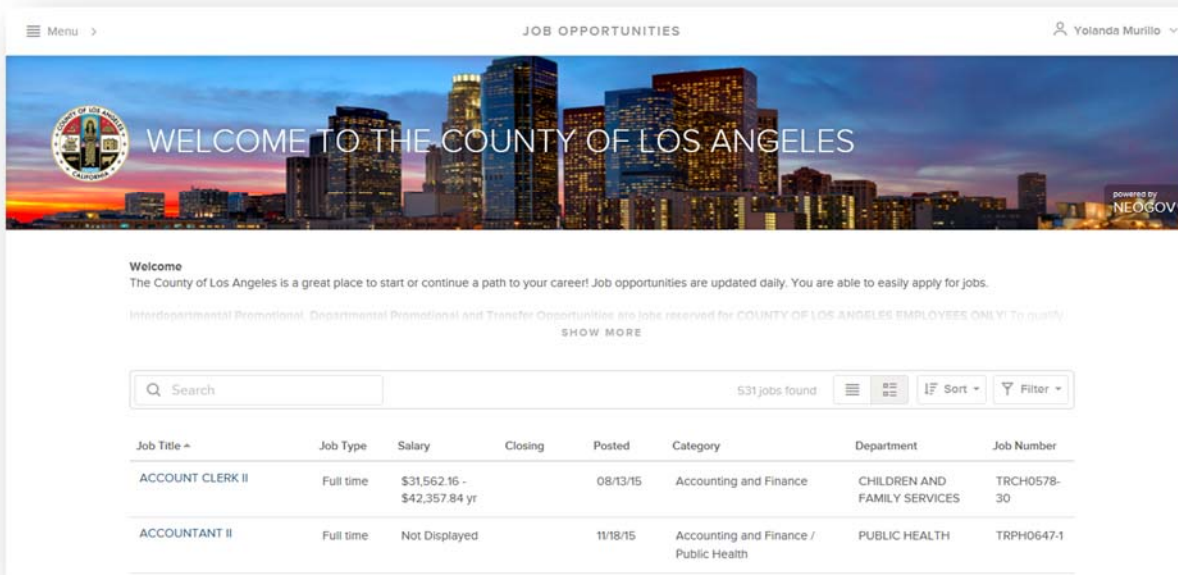 Menu >
JOB OPPORTUNITIES
Yolanda Murillo
COUNTY OF LOS ANGELES
CALIFORNIA
WELCOME TO THE COUNTY OF LOS ANGELES
powered by
NEOGOV
Welcome
The County of Los Angeles is a great place to start or continue a path to your career! Job opportunities are updated daily. You are able to easily apply for jobs.
Interdepartmental Promotional, Departmental Promotional and Transfer Opportunities are jobs reserved for COUNTY OF LOS ANGELES EMPLOYEES ONLY! To qualify
SHOW MORE
Search
531 jobs found
Sort
Filter
Job Title Job Type Salary Closing Posted Category Department Job Number
ACCOUNT CLERK II Full time $31,562.16 - 08/13/15 Accounting and Finance CHILDREN AND TRCH0578-
$42,357.84 yr FAMILY SERVICES 30
ACCOUNTANT II Full time Not Displayed 11/18/15 Accounting and Finance / PUBLIC HEALTH TRPH0647-1
Public Health